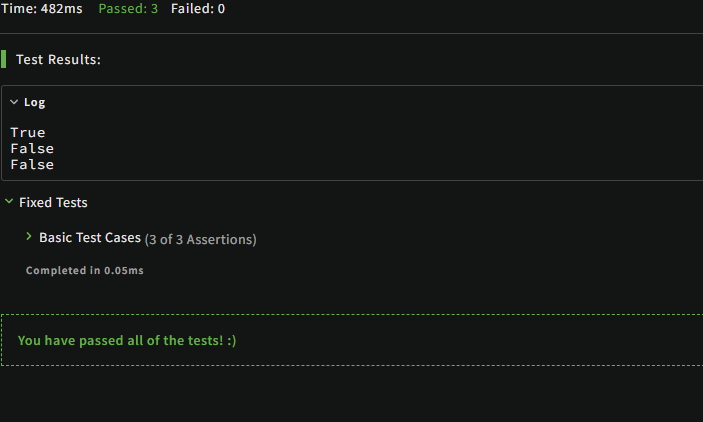 Time: 482ms Passed: 3 Failed: 0
Test Results:
Log
True
False
False
Fixed Tests
Basic Test Cases (3 of 3 Assertions)
Completed in 0.05ms
You have passed all of the tests! :)